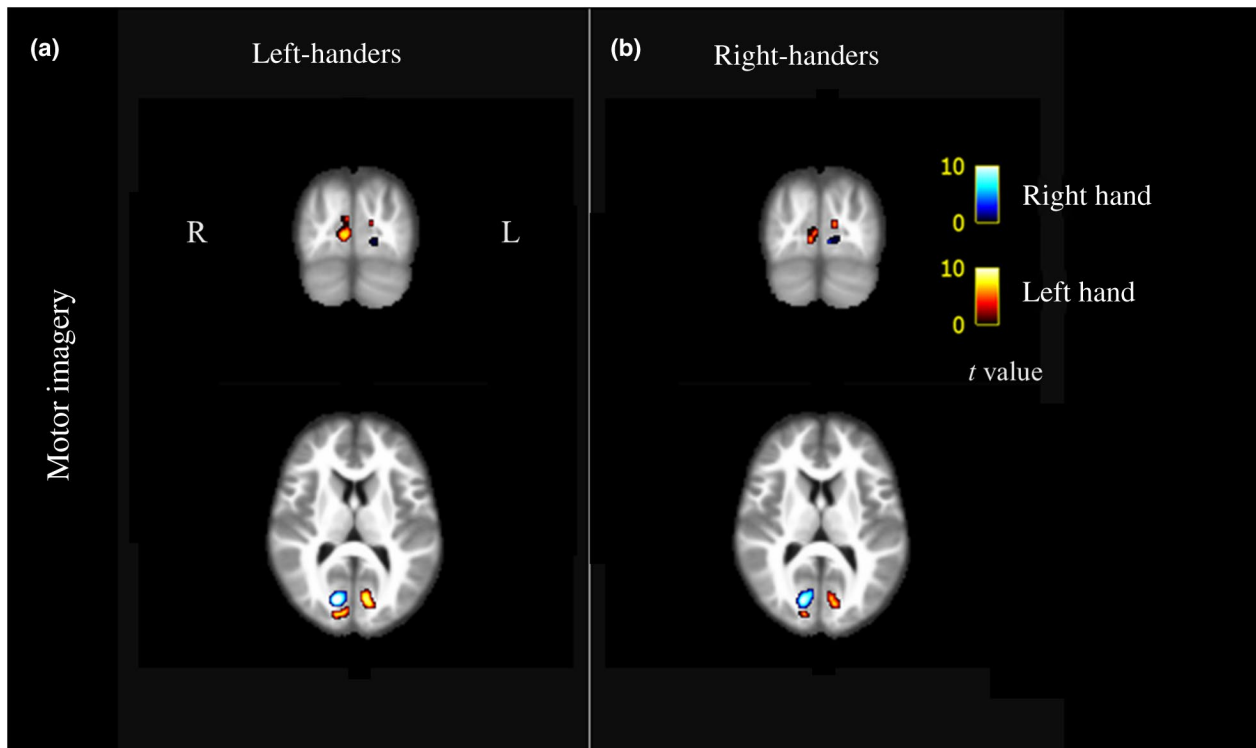 (a)
Left-handers
(b)
Right-handers
R
L
10
0
Right hand
10
0
Left hand
t value
Motor imagery